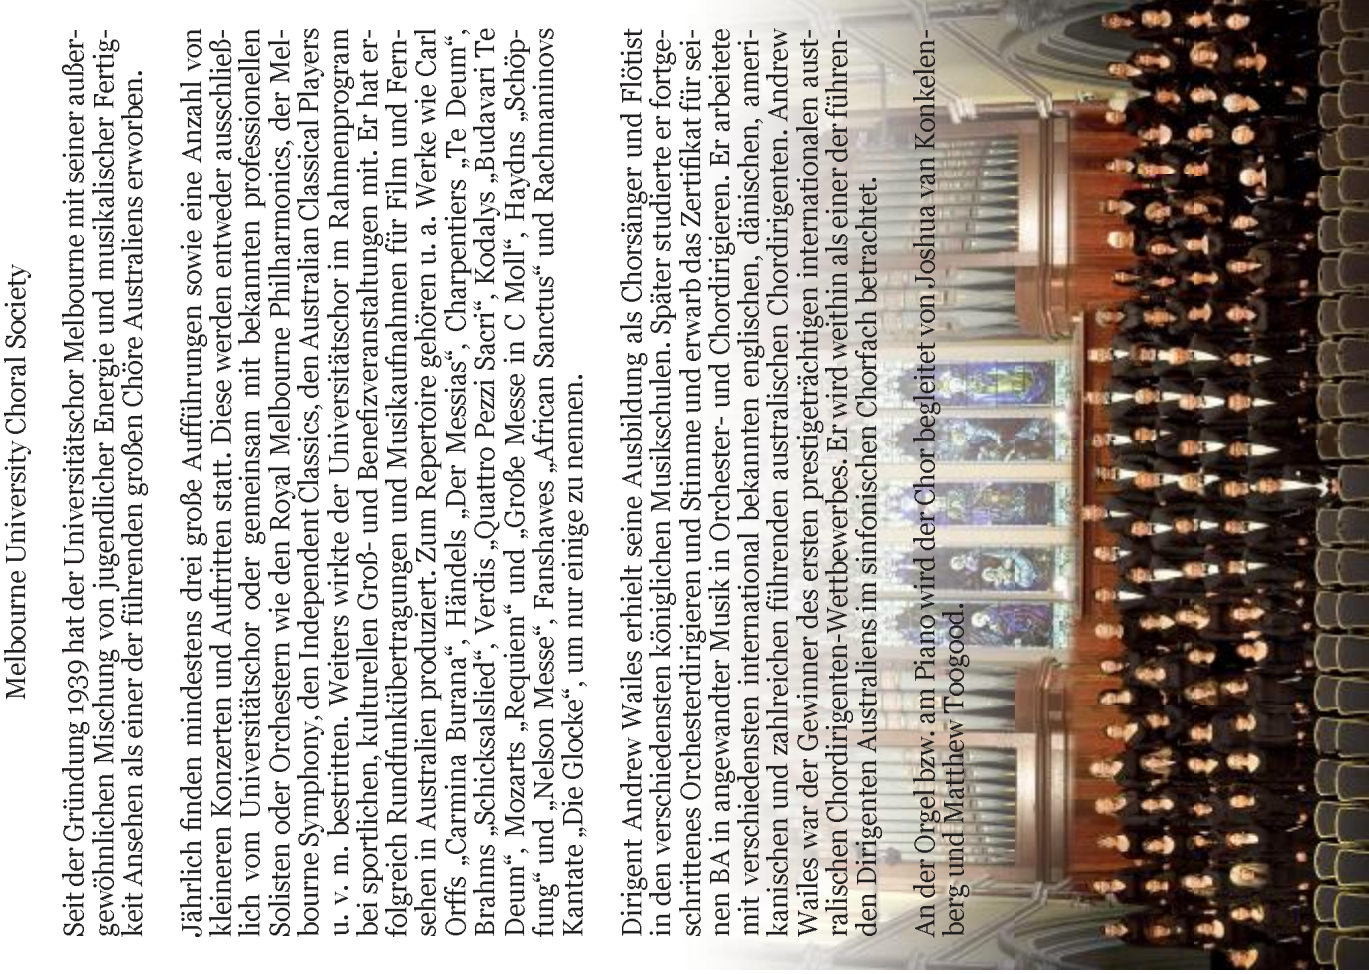 Melbourne University Choral Society
Seit der Gründung 1939 hat der Universitätschor Melbourne mit seiner außer-
gewöhnlichen Mischung von jugendlicher Energie und musikalischer Fertig-
keit Ansehen als einer der führenden großen Chöre Australiens erworben.
Jährlich finden mindestens drei große Aufführungen sowie eine Anzahl von
kleineren Konzerten und Auftritten statt. Diese werden entweder ausschließ-
lich vom Universitätschor oder gemeinsam mit bekannten professionellen
Solisten oder Orchestern wie den Royal Melbourne Philharmonics, der Mel-
bourne Symphony, den Independent Classics, den Australian Classical Players
u. v. m. bestritten. Weiters wirkte der Universitätschor im Rahmenprogram
bei sportlichen, kulturellen Groß- und Benefizveranstaltungen mit. Er hat er-
folgreich Rundfunkübertragungen und Musikaufnahmen für Film und Fern-
sehen in Australien produziert. Zum Repertoire gehören u. a. Werke wie Carl
Orffs „Carmina Burana“, Händels „Der Messias“, Charpentiers „Te Deum“,
Brahms „Schicksalslied“, Verdis „Quattro Pezzi Sacri“, Kodalys „Budavari Te
Deum“, Mozarts „Requiem“ und „Große Messe in C Moll“, Haydns „Schöp-
fung“ und „Nelson Messe“, Fanshawes „African Sanctus“ und Rachmaninovs
Kantate „Die Glocke“, um nur einige zu nennen.
Dirigent Andrew Wailes erhielt seine Ausbildung als Chorsänger und Flötist
in den verschiedensten königlichen Musikschulen. Später studierte er fortge-
schrittenes Orchesterdirigieren und Stimme und erwarb das Zertifikat für sei-
nen BA in angewandter Musik in Orchester- und Chordirigieren. Er arbeitete
mit verschiedensten international bekannten englischen, dänischen, ameri-
kanischen und zahlreichen führenden australischen Chordirigenten. Andrew
Wailes war der Gewinner des ersten prestigeträchtigen internationalen aust-
ralischen Chordirigenten-Wettbewerbes. Er wird weithin als einer der führen-
den Dirigenten Australiens im sinfonischen Chorfach betrachtet.
An der Orgel bzw. am Piano wird der Chor begleitet von Joshua van Konkelen-
berg und Matthew Toogood.